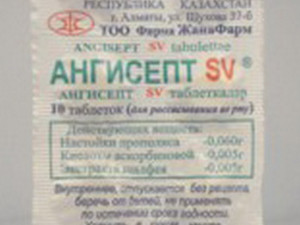 РЕСПУБЛИКА КАЗАХСТАН
г. Алматы, ул. Шухова 37-б
ТОО Фирма ЖанаФарм
ANGISEPT SV tabulettae
АНГИСЕПТ SV ®
АНГИСЕПТ SV таблеткалар
10 таблеток (для рассасывания во рту)
Действующие вещества:
Настойки прополиса -0,060г
Кислоты аскорбиновой -0,005г
Экстракта шалфея -0,005г
Внутреннее, отпускается без рецепта,
беречь от детей, не применять
по истечении срока годности.